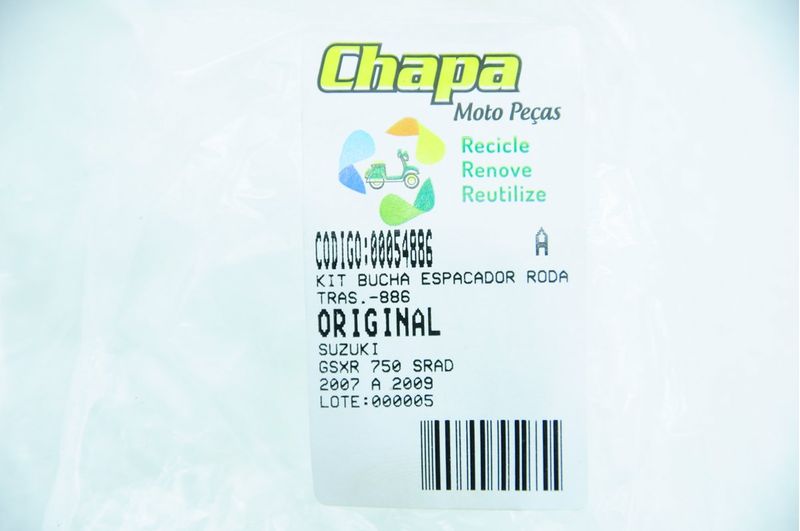 Chapa
Moto Peças
Recicle
Renove
Reutilize
CODIGO:00054886 A
KIT BUCHA ESPACADOR RODA
TRAS.-886
ORIGINAL
SUZUKI
GSXR 750 SRAD
2007 A 2009
LOTE:000005